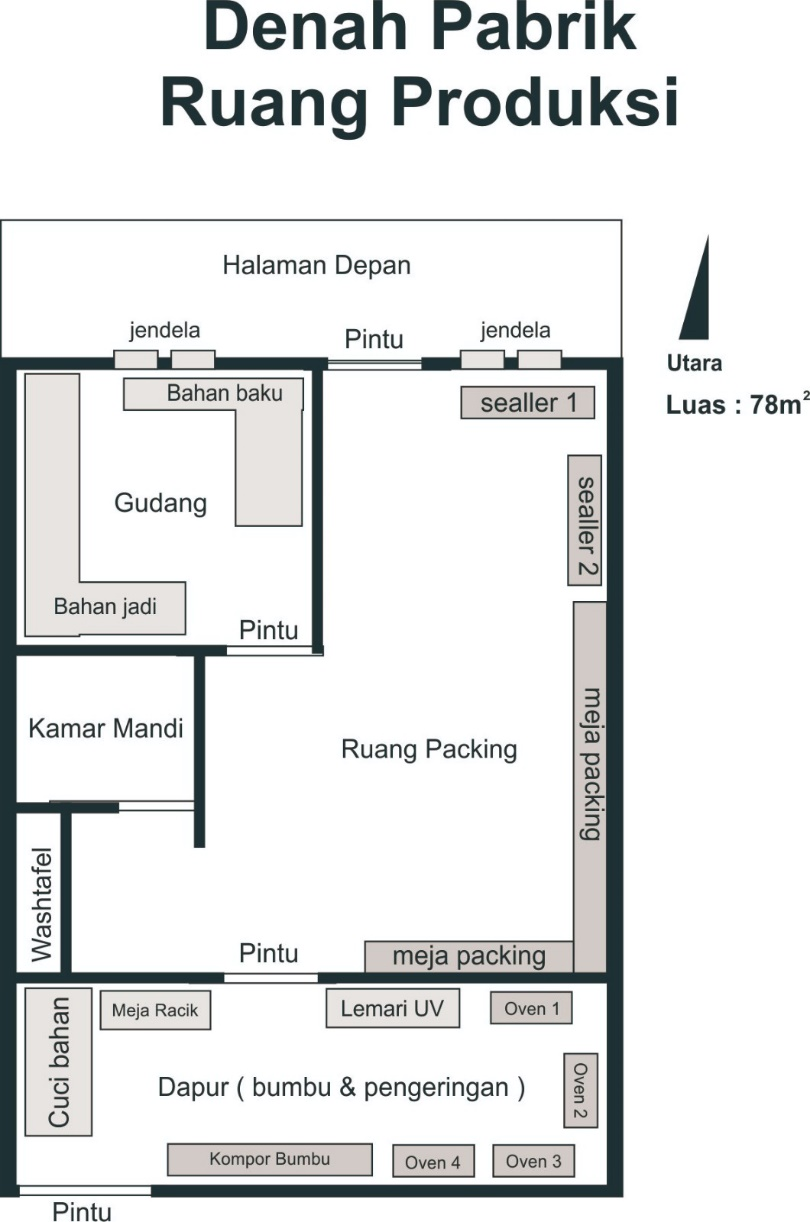 Denah Pabrik
Ruang Produksi
Halaman Depan
jendela
Pintu
jendela
Utara
Luas : 78m²
Bahan baku
sealler 1
Gudang
sealler 2
Bahan jadi
Pintu
Kamar Mandi
Ruang Packing
meja packing
Washtafel
Pintu
meja packing
Cuci bahan
Meja Racik
Lemari UV
Oven 1
Dapur ( bumbu & pengeringan )
Oven 2
Kompor Bumbu
Oven 4
Oven 3
Pintu